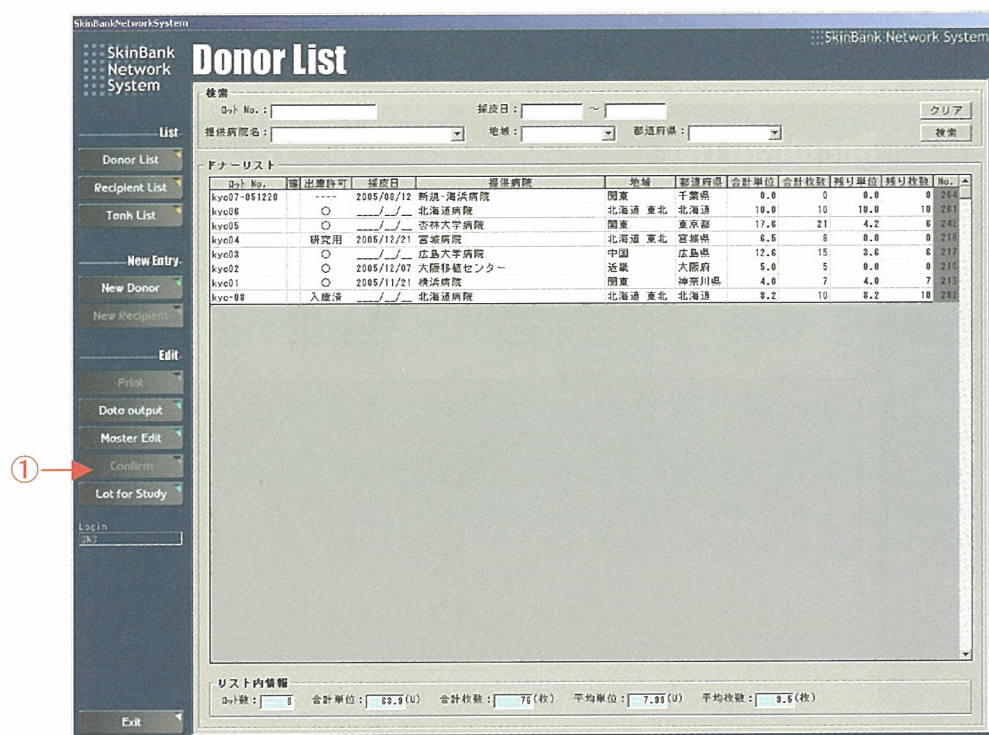 SkinBankNetworkSystem
SkinBank Network System
SkinBank
Network
System
Donor List
検索
ロット No.:
採皮日:
~
クリア
提供病院名:
地域:
都道府県:
検索
List
Donor List
Recipient List
Tank List
New Entry
New Donor
New Recipient
Edit
Print
Data output
Master Edit
Confirm
Lot for Study
Login
SNS
Exit
①
ドナーリスト
ロット No. 出庫許可 採皮日 提供病院 地域 都道府県 合計単位 合計枚数 残り単位 残り枚数 No.
kyo07-051220 ---- 2005/08/12 新規-海浜病院 関東 千葉県 0.0 0 0.0 0 264
kyo06 ○ __/_/_ 北海道病院 北海道 東北 北海道 10.0 10 10.0 10 261
kyo05 ○ __/_/_ 杏林大学病院 関東 東京都 17.6 21 4.2 6 242
kyo04 研究用 2005/12/21 宮城病院 北海道 東北 宮城県 6.5 8 0.0 0 218
kyo03 ○ __/_/_ 広島大学病院 中国 広島県 12.6 15 3.6 6 217
kyo02 ○ 2005/12/07 大阪移植センター 近畿 大阪府 5.0 5 0.0 0 216
kyo01 ○ 2005/11/21 横浜病院 関東 神奈川県 4.0 7 4.0 7 213
kyo-08 入庫済 __/_/_ 北海道病院 北海道 東北 北海道 8.2 10 8.2 10 202
リスト内情報
ロット数: 8 合計単位: 63.9(U) 合計枚数: 76(枚) 平均単位: 7.99(U) 平均枚数: 9.5(枚)